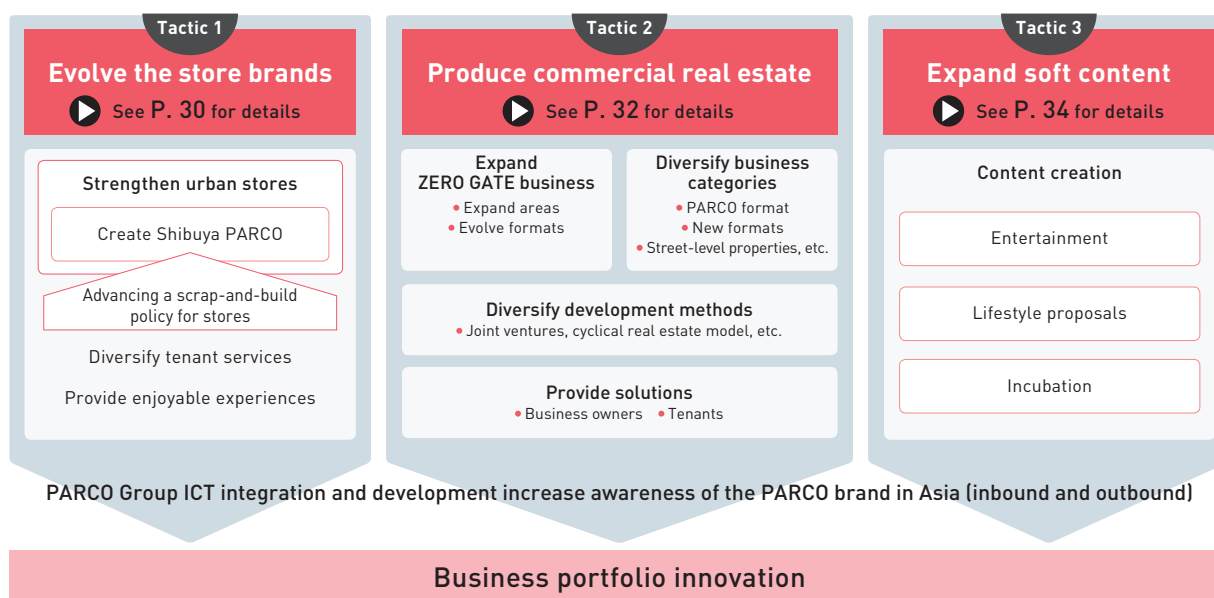 Tactic 1
Evolve the store brands
See P. 30 for details
Strengthen urban stores
Create Shibuya PARCO
Advancing a scrap-and-build
policy for stores
Diversify tenant services
Provide enjoyable experiences
Tactic 2
Produce commercial real estate
See P. 32 for details
Expand
ZERO GATE business
• Expand areas
• Evolve formats
Diversify business
categories
• PARCO format
• New formats
• Street-level properties, etc.
Diversify development methods
• Joint ventures, cyclical real estate model, etc.
Provide solutions
• Business owners • Tenants
Tactic 3
Expand soft content
See P. 34 for details
Content creation
Entertainment
Lifestyle proposals
Incubation
PARCO Group ICT integration and development increase awareness of the PARCO brand in Asia (inbound and outbound)
Business portfolio innovation